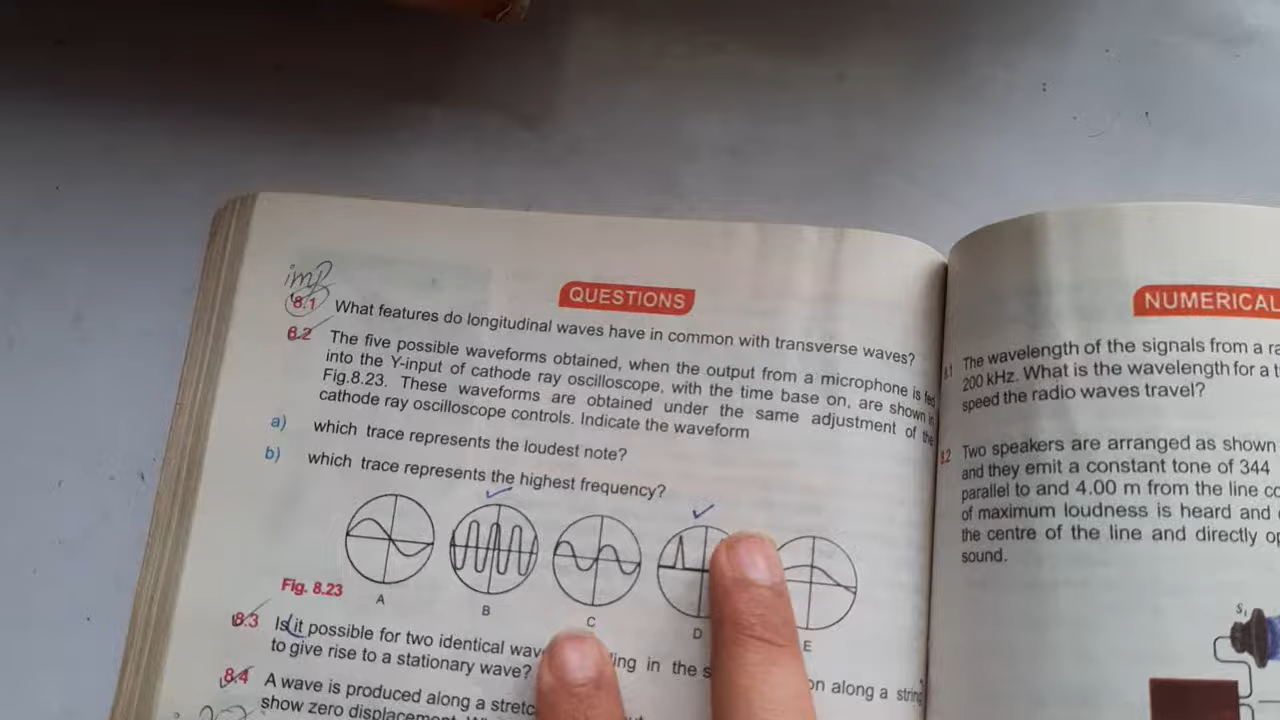 imp
QUESTIONS
8.1 What features do longitudinal waves have in common with transverse waves?
8.2 The five possible waveforms obtained, when the output from a microphone is fed
into the Y-input of cathode ray oscilloscope, with the time base on, are shown in
Fig.8.23. These waveforms are obtained under the same adjustment of the
cathode ray oscilloscope controls. Indicate the waveform
a) which trace represents the loudest note?
b) which trace represents the highest frequency?
Fig. 8.23
A B C D E
8.3 Is it possible for two identical in the
to give rise to a stationary wave? along a string
8.4 A wave is produced along a
show zero
NUMERICAL
The wavelength of the signals from a
200 kHz. What is the wavelength for a
speed the radio waves travel?
8.2 Two speakers are arranged as shown
and they emit a constant tone of 344
parallel to and 4.00 m from the line
of maximum loudness is heard and
the centre of the line and directly
sound.
S₁